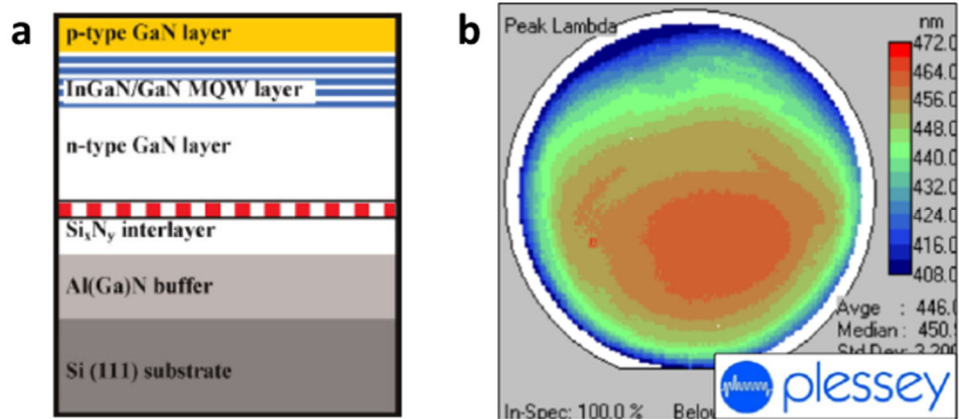 a
p-type GaN layer
InGaN/GaN MQW layer
n-type GaN layer
SiₓNᵧ interlayer
Al(Ga)N buffer
Si (111) substrate
b
Peak Lambda
nm
472.0
464.0
456.0
448.0
440.0
432.0
424.0
416.0
408.0
Avge : 446.
Median : 450.
Std Dev: 3.200
In-Spec: 100.0 %
plessey